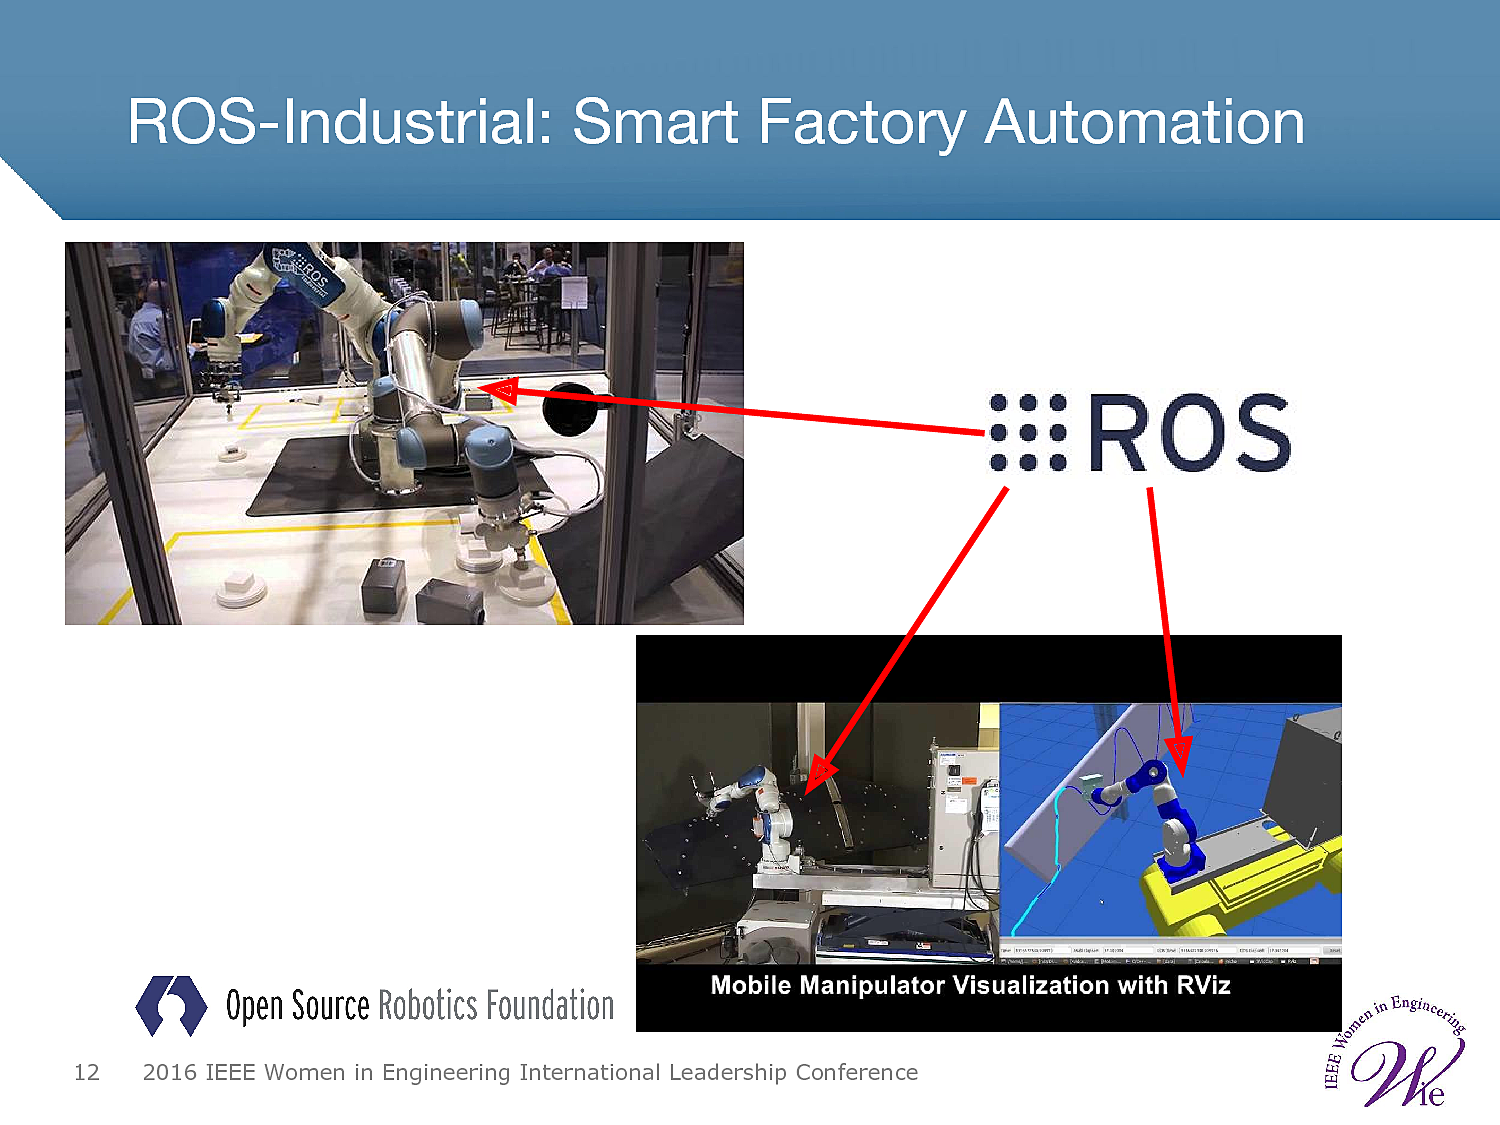 ROS-Industrial: Smart Factory Automation
ROS
ROS
Mobile Manipulator Visualization with RViz
Open Source Robotics Foundation
IEEE Women in Engineering
Wie
12 2016 IEEE Women in Engineering International Leadership Conference